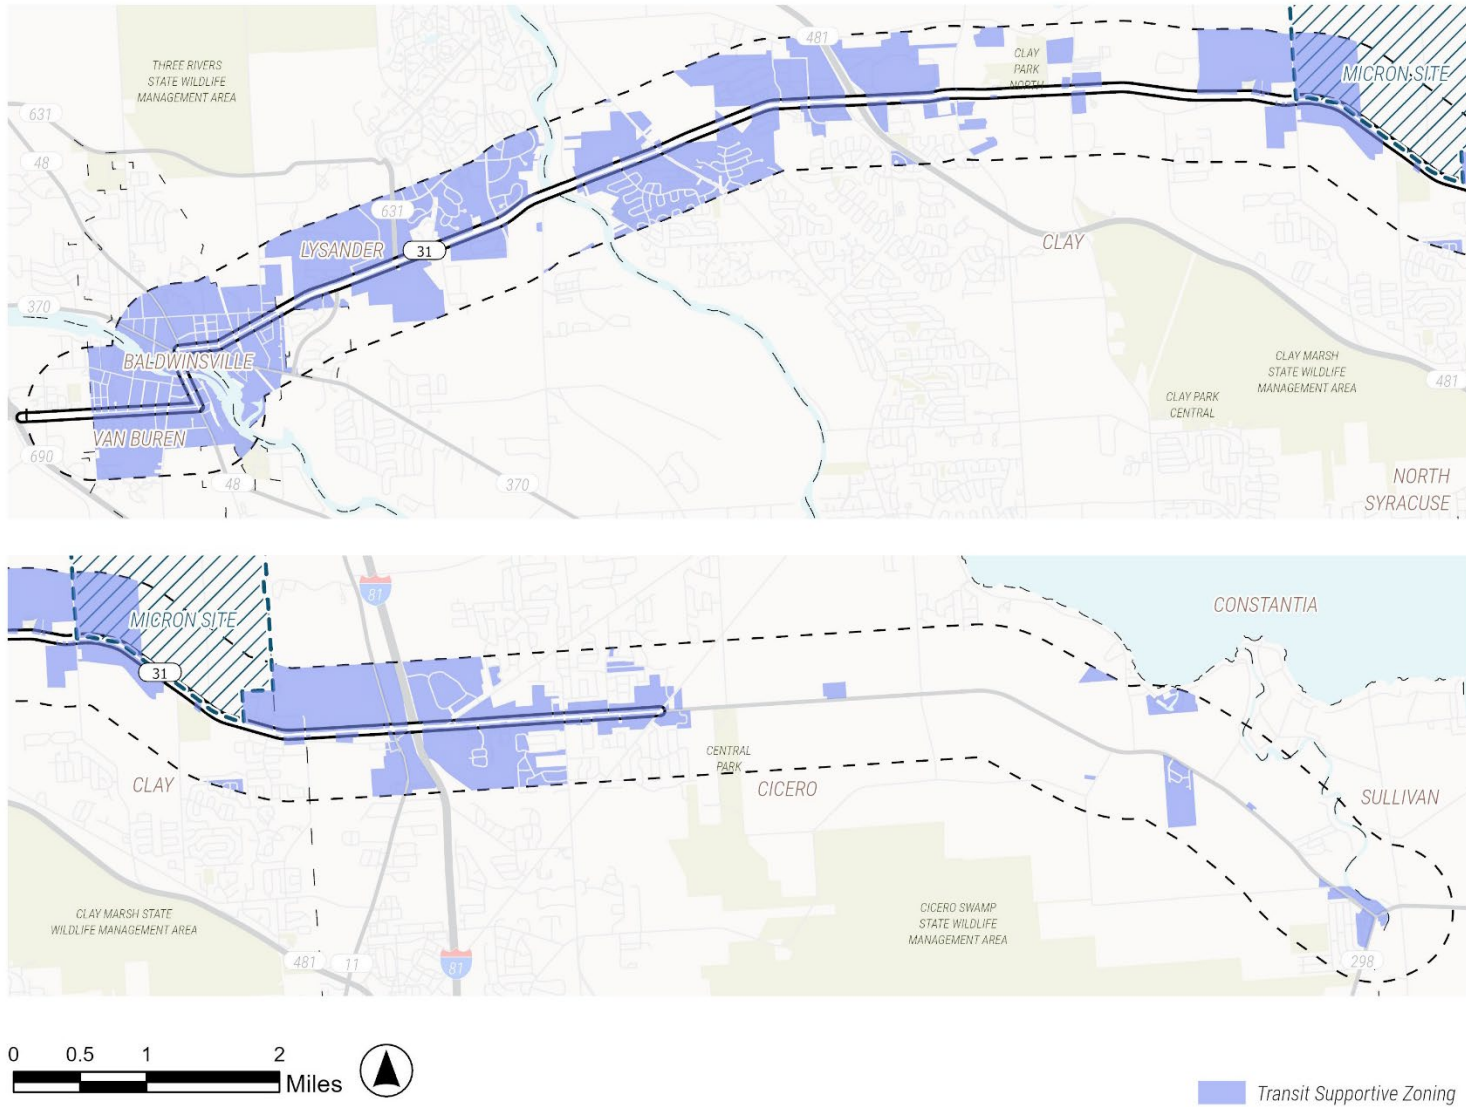 481
THREE RIVERS
STATE WILDLIFE
MANAGEMENT AREA
CLAY
PARK
NORTH
MICRON SITE
631
48
631
LYSANDER
31
CLAY
370
BALDWINSVILLE
CLAY MARSH
STATE WILDLIFE
MANAGEMENT AREA
481
CLAY PARK
CENTRAL
VAN BUREN
690
48
370
NORTH
SYRACUSE
81
CONSTANTIA
MICRON SITE
31
CENTRAL
PARK
CLAY
CICERO
SULLIVAN
CLAY MARSH STATE
WILDLIFE MANAGEMENT AREA
CICERO SWAMP
STATE WILDLIFE
MANAGEMENT AREA
481
11
81
298
0 0.5 1 2
Miles
Transit Supportive Zoning